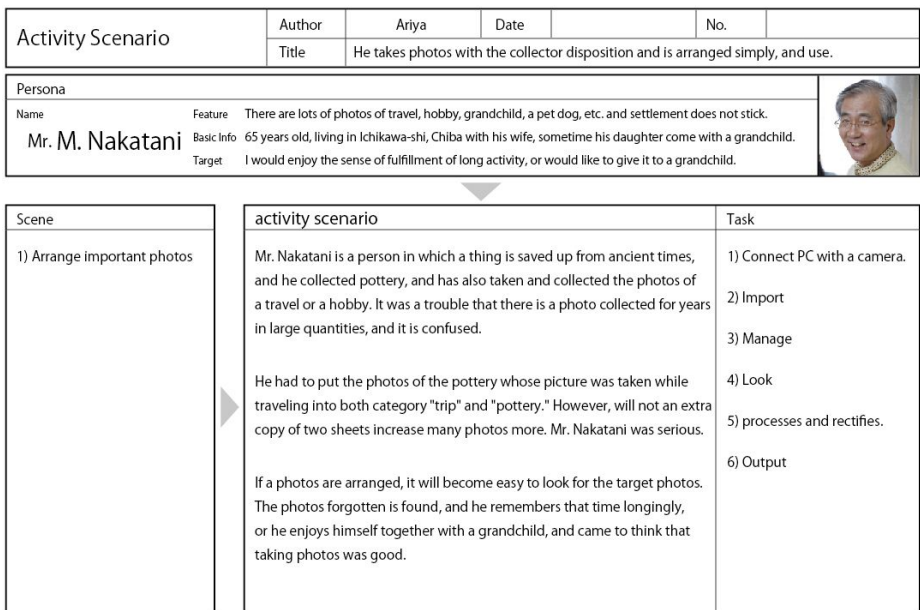 Activity Scenario
Author Ariya Date No.
Title He takes photos with the collector disposition and is arranged simply, and use.
Persona
Name
Mr. M. Nakatani
Feature There are lots of photos of travel, hobby, grandchild, a pet dog, etc. and settlement does not stick.
Basic Info 65 years old, living in Ichikawa-shi, Chiba with his wife, sometime his daughter come with a grandchild.
Target I would enjoy the sense of fulfillment of long activity, or would like to give it to a grandchild.
Scene
1) Arrange important photos
activity scenario
Mr. Nakatani is a person in which a thing is saved up from ancient times,
and he collected pottery, and has also taken and collected the photos of
a travel or a hobby. It was a trouble that there is a photo collected for years
in large quantities, and it is confused.
He had to put the photos of the pottery whose picture was taken while
traveling into both category "trip" and "pottery." However, will not an extra
copy of two sheets increase many photos more. Mr. Nakatani was serious.
If a photos are arranged, it will become easy to look for the target photos.
The photos forgotten is found, and he remembers that time longingly,
or he enjoys himself together with a grandchild, and came to think that
taking photos was good.
Task
1) Connect PC with a camera.
2) Import
3) Manage
4) Look
5) processes and rectifies.
6) Output